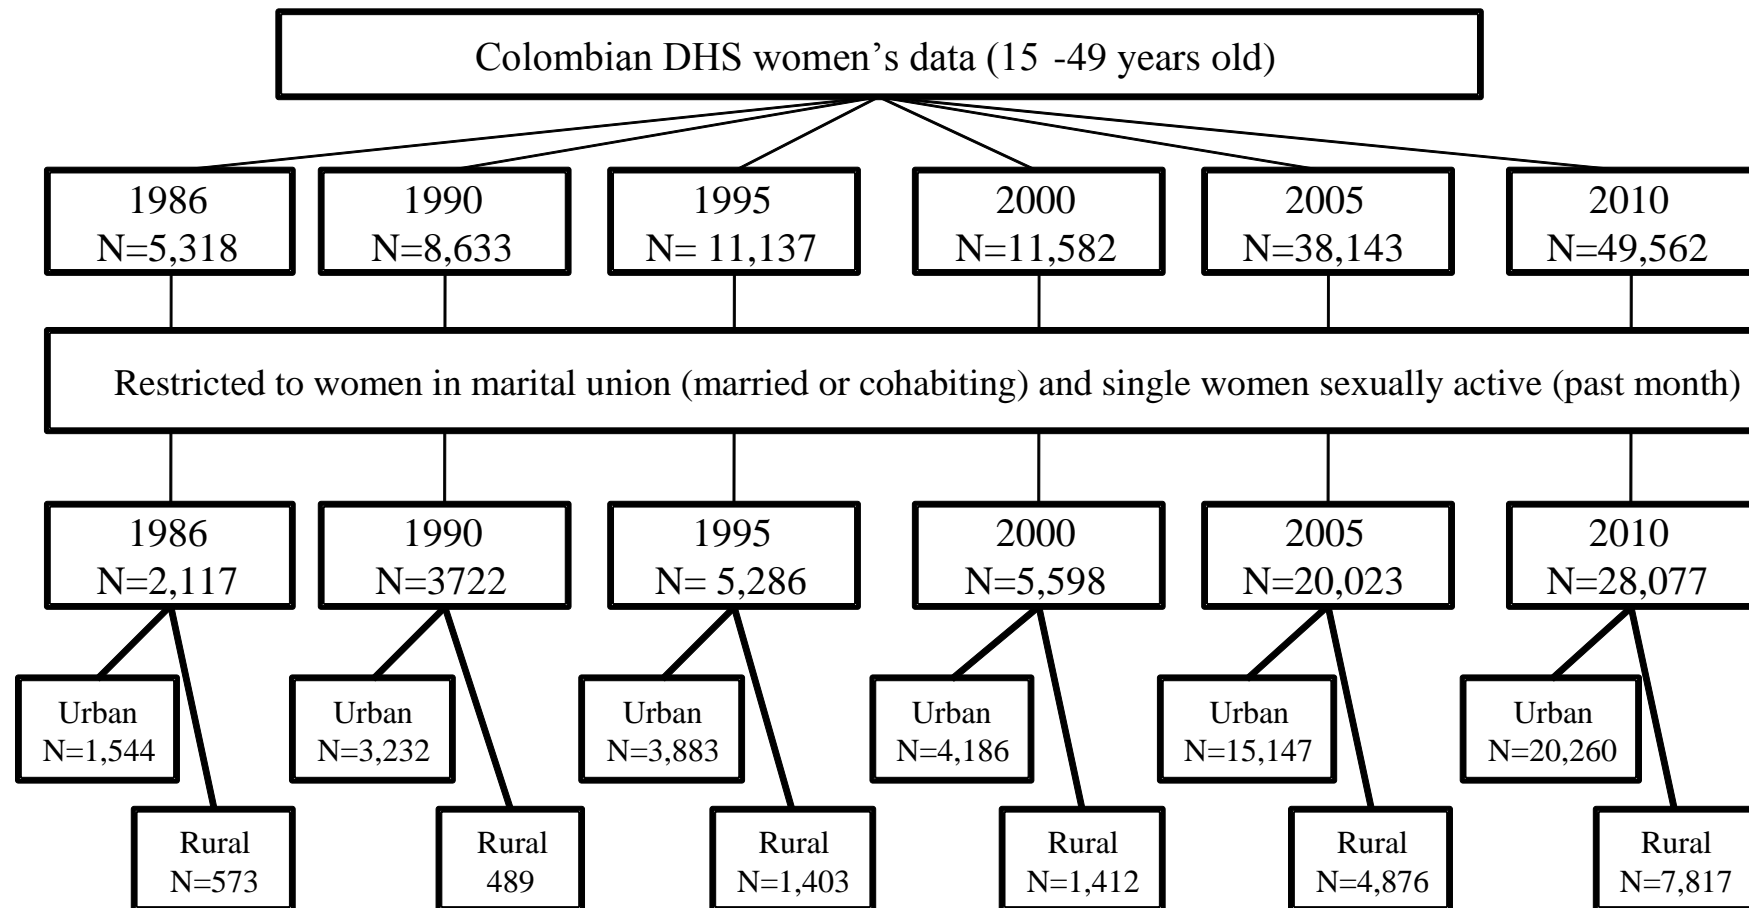 Colombian DHS women’s data (15 -49 years old)
1986
N=5,318
1990
N=8,633
1995
N= 11,137
2000
N=11,582
2005
N=38,143
2010
N=49,562
Restricted to women in marital union (married or cohabiting) and single women sexually active (past month)
1986
N=2,117
1990
N=3722
1995
N= 5,286
2000
N=5,598
2005
N=20,023
2010
N=28,077
Urban
N=1,544
Urban
N=3,232
Urban
N=3,883
Urban
N=4,186
Urban
N=15,147
Urban
N=20,260
Rural
N=573
Rural
489
Rural
N=1,403
Rural
N=1,412
Rural
N=4,876
Rural
N=7,817